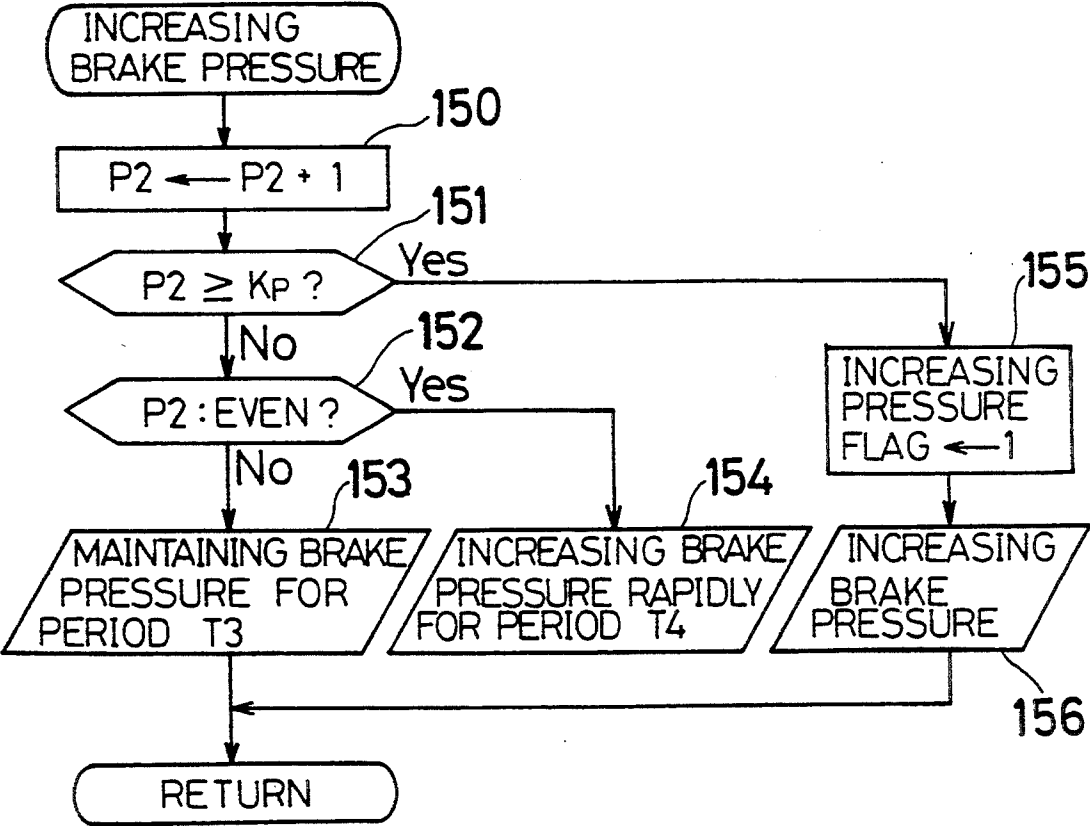 INCREASING
BRAKE PRESSURE
150
P2 ← P2 + 1
151
P2 ≥ KP ?
Yes
No
152
P2 : EVEN ?
Yes
No
155
INCREASING
PRESSURE
FLAG ← 1
153
MAINTAINING BRAKE
PRESSURE FOR
PERIOD T3
154
INCREASING BRAKE
PRESSURE RAPIDLY
FOR PERIOD T4
INCREASING
BRAKE
PRESSURE
156
RETURN